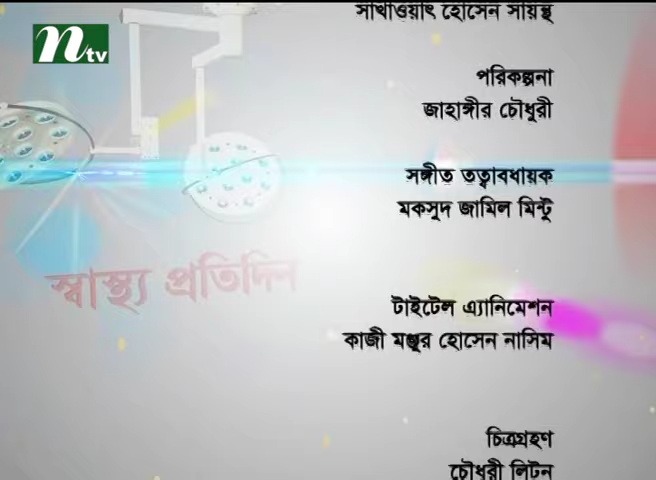 ntv
সাখাওয়াৎ হোসেন সায়ন্থ
পরিকল্পনা
জাহাঙ্গীর চৌধুরী
সঙ্গীত তত্বাবধায়ক
মকসুদ জামিল মিন্টু
স্বাস্থ্য প্রতিদিন
টাইটেল এ্যানিমেশন
কাজী মঞ্জুর হোসেন নাসিম
চিত্রগ্রহণ
চৌধুরী লিটন